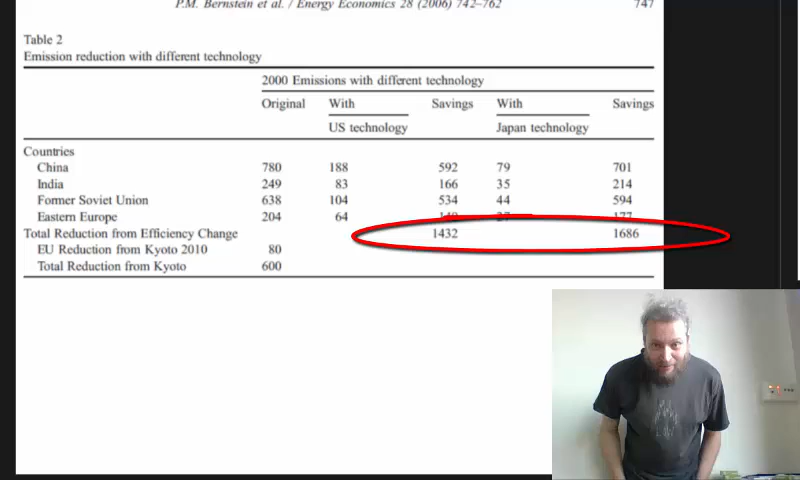 P.M. Bernstein et al. / Energy Economics 28 (2006) 742–762 747
Table 2
Emission reduction with different technology
2000 Emissions with different technology
Original With Savings With Savings
US technology Japan technology
Countries
China 780 188 592 79 701
India 249 83 166 35 214
Former Soviet Union 638 104 534 44 594
Eastern Europe 204 64 140 27 177
Total Reduction from Efficiency Change 1432 1686
EU Reduction from Kyoto 2010 80
Total Reduction from Kyoto 600